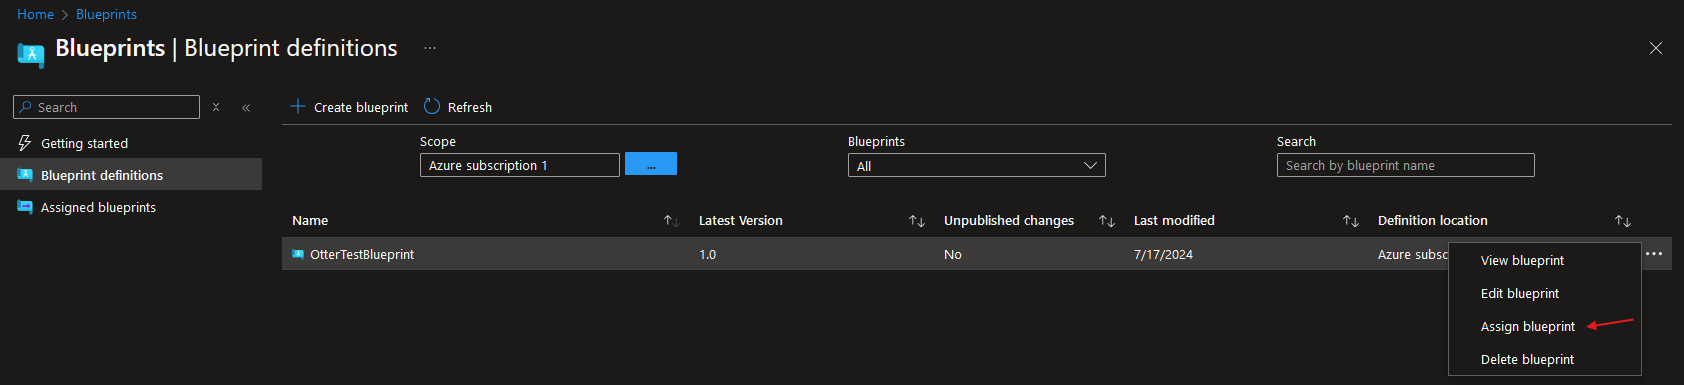 Home > Blueprints
Blueprints | Blueprint definitions ...
Search
Getting started
Blueprint definitions
Assigned blueprints
Create blueprint Refresh
Scope Blueprints Search
Azure subscription 1 ... All Search by blueprint name
Name Latest Version Unpublished changes Last modified Definition location
OtterTestBlueprint 1.0 No 7/17/2024 Azure subsc ...
View blueprint
Edit blueprint
Assign blueprint
Delete blueprint